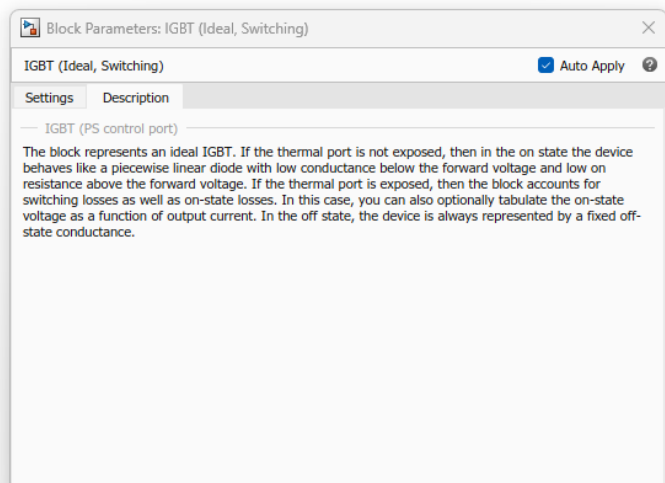 Block Parameters: IGBT (Ideal, Switching)
IGBT (Ideal, Switching)
Auto Apply
Settings
Description
IGBT (PS control port)
The block represents an ideal IGBT. If the thermal port is not exposed, then in the on state the device
behaves like a piecewise linear diode with low conductance below the forward voltage and low on
resistance above the forward voltage. If the thermal port is exposed, then the block accounts for
switching losses as well as on-state losses. In this case, you can also optionally tabulate the on-state
voltage as a function of output current. In the off state, the device is always represented by a fixed off-
state conductance.